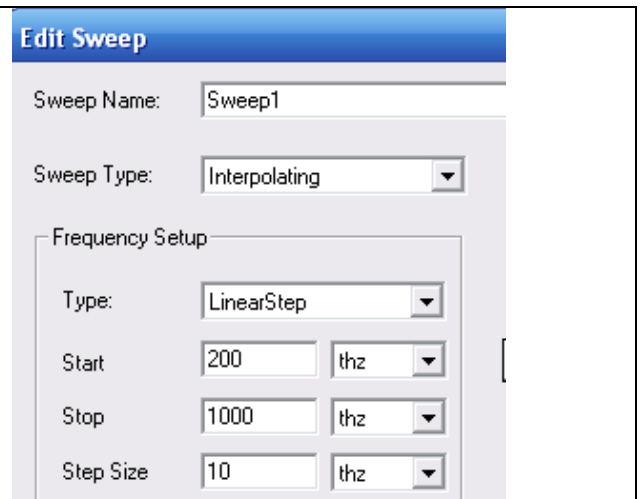 Edit Sweep
Sweep Name: Sweep1
Sweep Type: Interpolating
Frequency Setup
Type: LinearStep
Start 200 thz
Stop 1000 thz
Step Size 10 thz